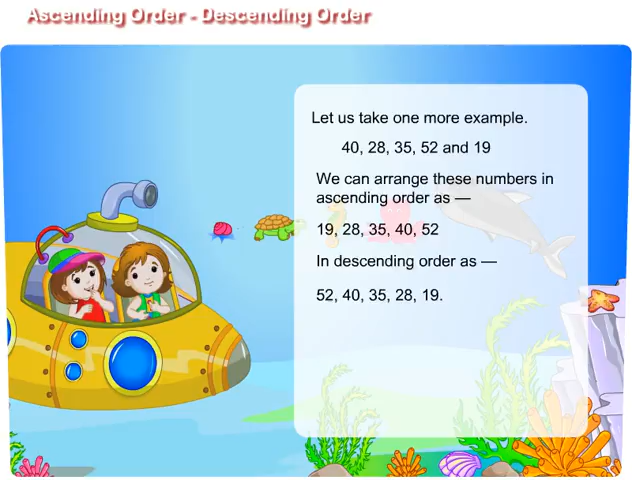 Ascending Order - Descending Order
Let us take one more example.
40, 28, 35, 52 and 19
We can arrange these numbers in
ascending order as —
19, 28, 35, 40, 52
In descending order as —
52, 40, 35, 28, 19.